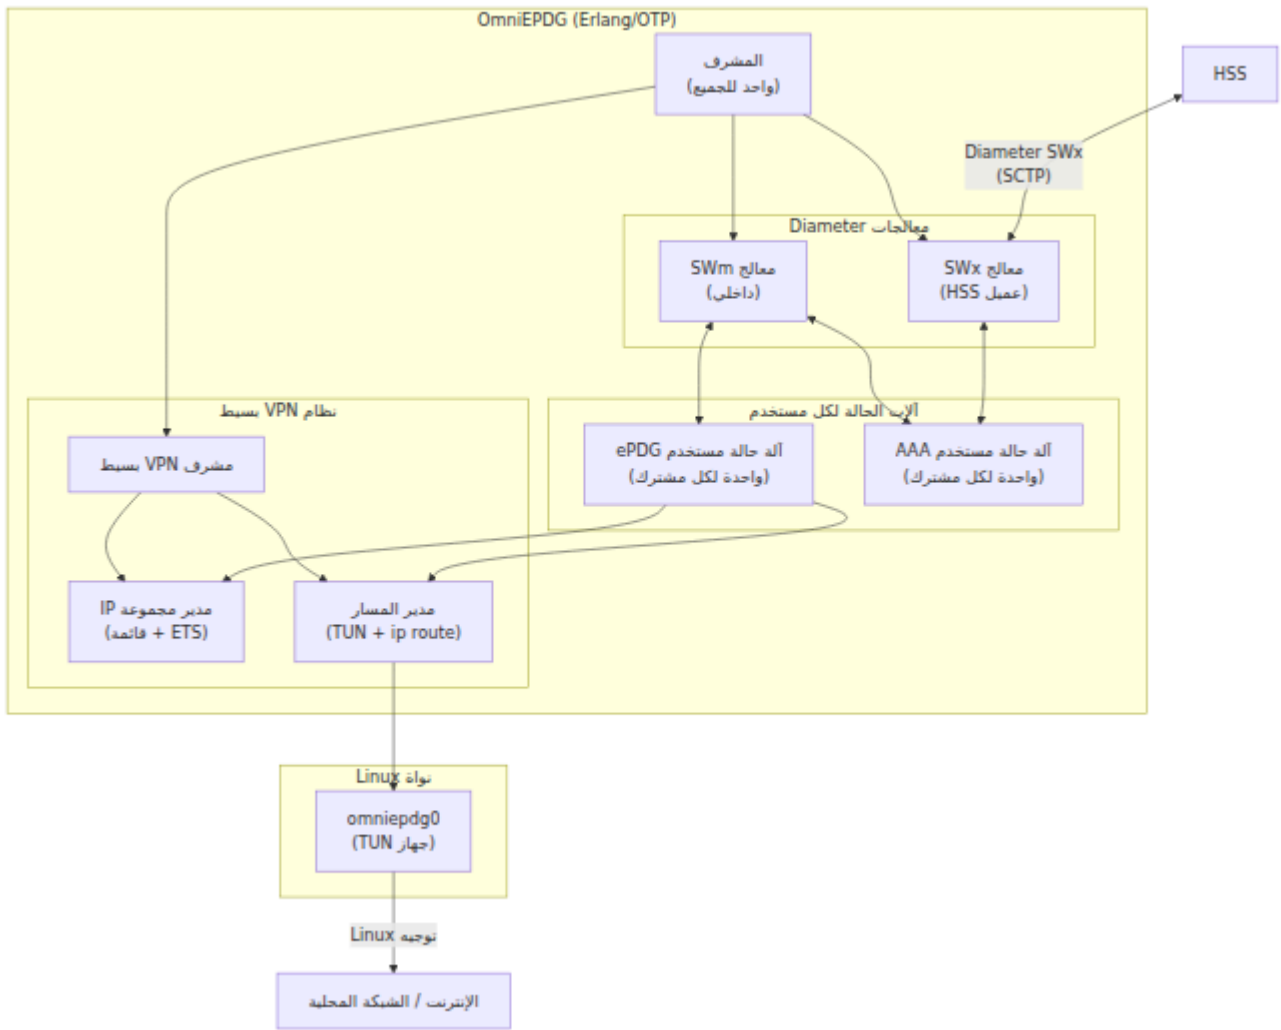 OmniEPDG (Erlang/OTP)
المشرف
(واحد للجميع)
HSS
Diameter SWx
(SCTP)
معالجات Diameter
معالج SWm
(داخلي)
معالج SWx
(عميل HSS)
نظام VPN بسيط
آلات الحالة لكل مستخدم
مشرف VPN بسيط
آلة حالة مستخدم ePDG
(واحدة لكل مشترك)
آلة حالة مستخدم AAA
(واحدة لكل مشترك)
مدير مجموعة IP
(قائمة + ETS)
مدير المسار
(TUN + ip route)
نواة Linux
omniepdg0
(جهاز TUN)
توجيه Linux
الإنترنت / الشبكة المحلية